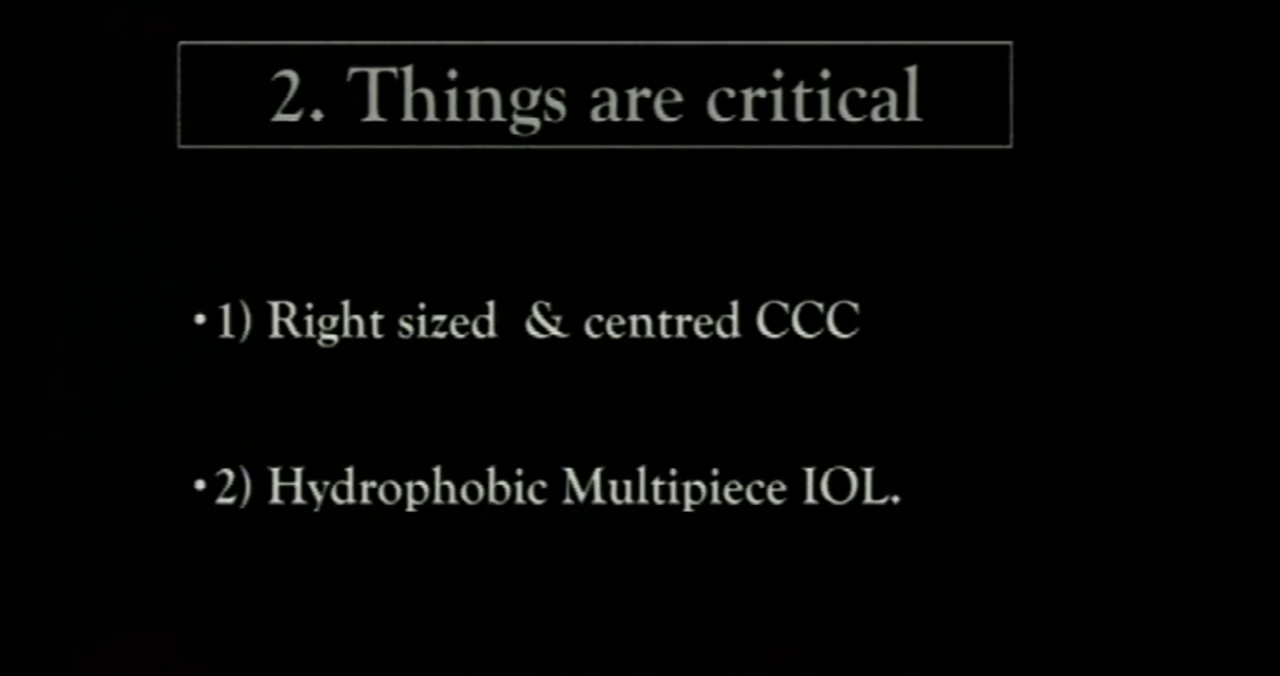 2. Things are critical
•1) Right sized & centred CCC
•2) Hydrophobic Multipiece IOL.